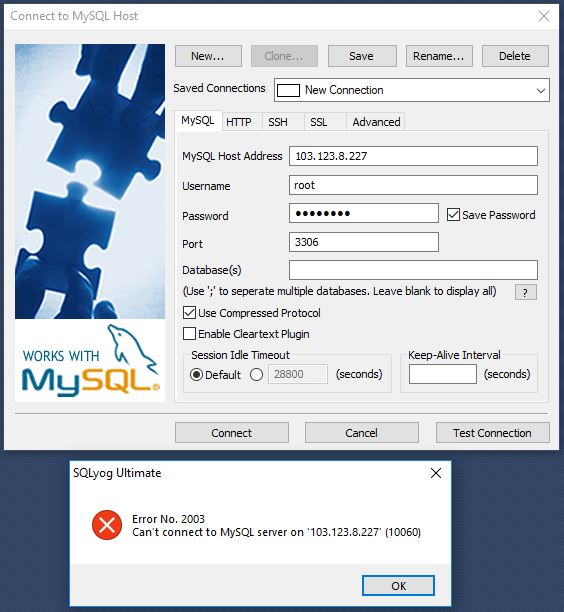 Connect to MySQL Host
New... Clone... Save Rename... Delete
Saved Connections New Connection
MySQL HTTP SSH SSL Advanced
MySQL Host Address 103.123.8.227
Username root
Password ●●●●●●●● Save Password
Port 3306
Database(s)
(Use ';' to seperate multiple databases. Leave blank to display all) ?
Use Compressed Protocol
Enable Cleartext Plugin
Session Idle Timeout Keep-Alive Interval
Default 28800 (seconds) (seconds)
WORKS WITH
MySQL
Connect Cancel Test Connection
SQLyog Ultimate
Error No. 2003
Can't connect to MySQL server on '103.123.8.227' (10060)
OK